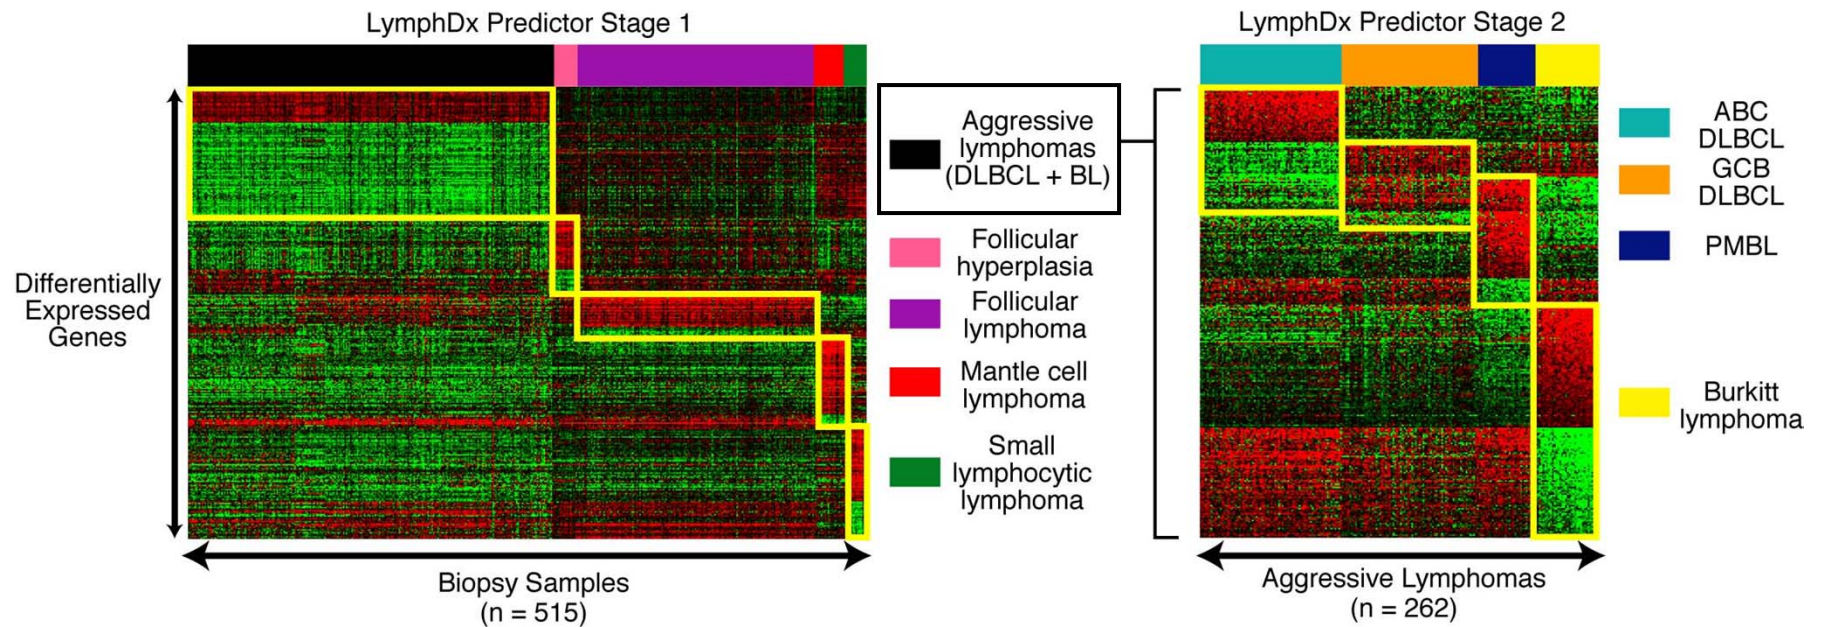 LymphDx Predictor Stage 1
Differentially
Expressed
Genes
Biopsy Samples
(n = 515)
Aggressive
lymphomas
(DLBCL + BL)
Follicular
hyperplasia
Follicular
lymphoma
Mantle cell
lymphoma
Small
lymphocytic
lymphoma
LymphDx Predictor Stage 2
Aggressive Lymphomas
(n = 262)
ABC
DLBCL
GCB
DLBCL
PMBL
Burkitt
lymphoma